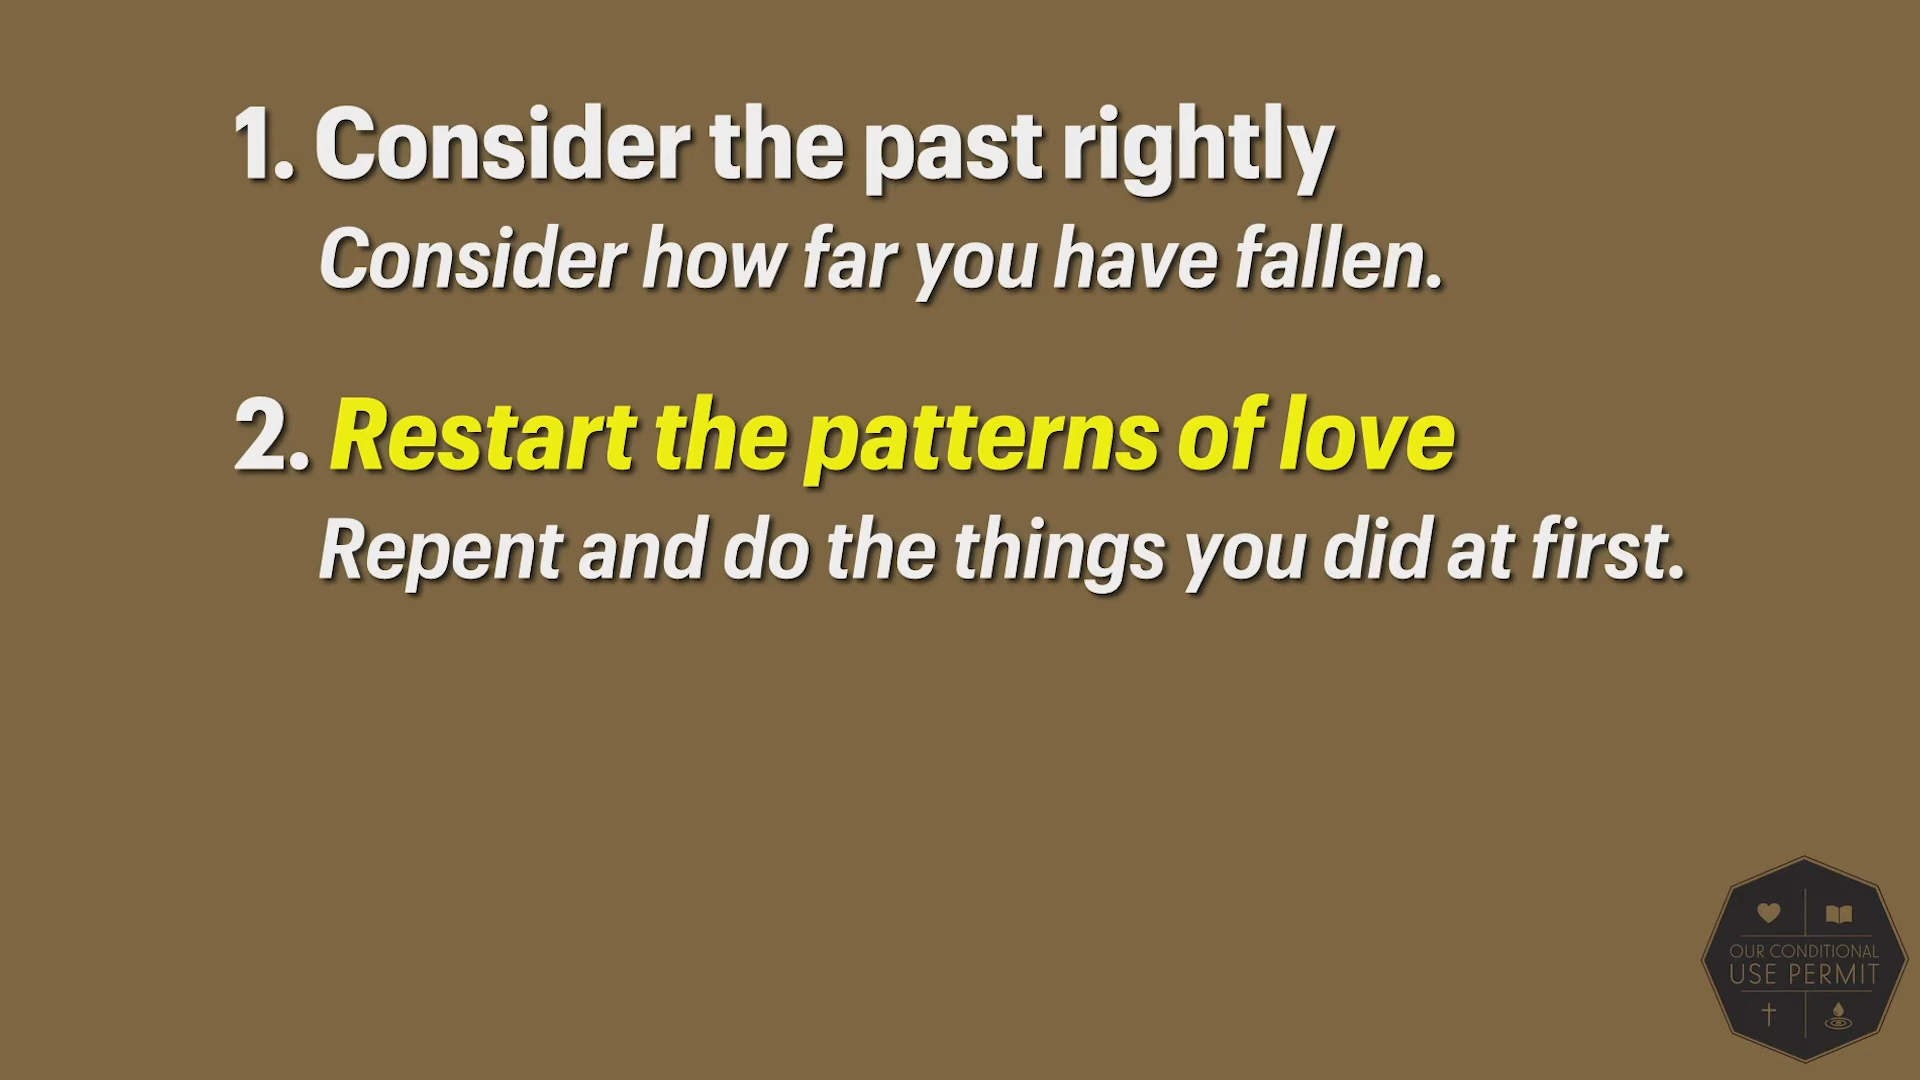 1. Consider the past rightly
Consider how far you have fallen.
2. Restart the patterns of love
Repent and do the things you did at first.
OUR CONDITIONAL
USE PERMIT